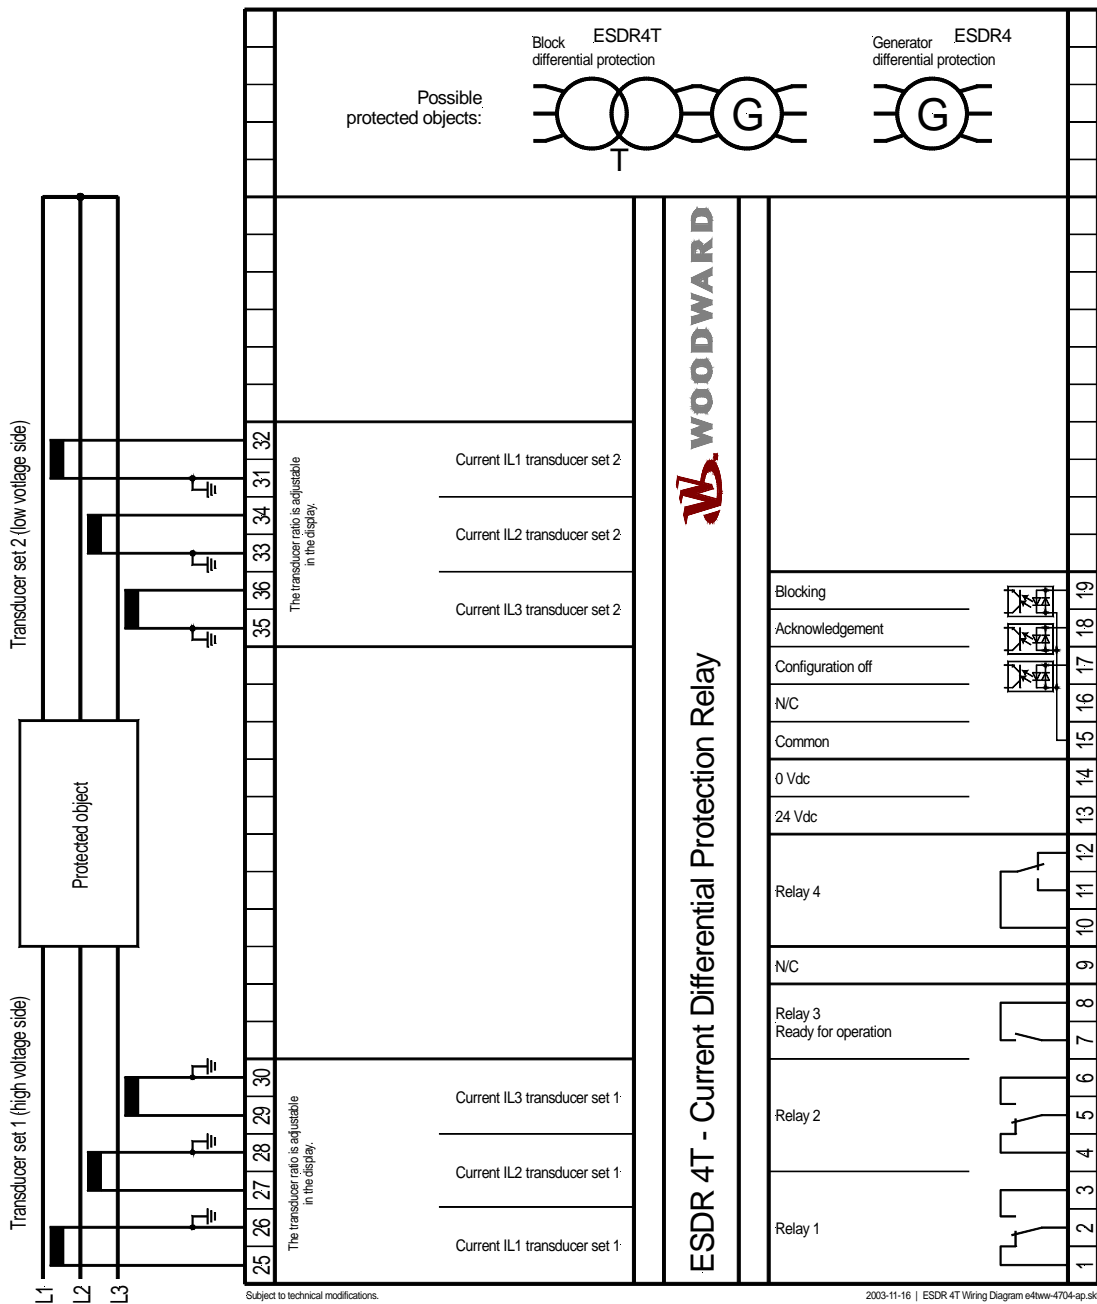 Block
ESDR4T
differential protection
Generator
ESDR4
differential protection
Possible
protected objects:
G
G
T
WOODWARD
ESDR 4T - Current Differential Protection Relay
Transducer set 2 (low votlage side)
32
31
34
33
36
35
The transducer ratio is adjustable
in the display.
Current IL1 transducer set 2
Current IL2 transducer set 2
Current IL3 transducer set 2
Protected object
Transducer set 1 (high voltage side)
30
29
28
27
26
25
The transducer ratio is adjustable
in the display.
Current IL3 transducer set 1
Current IL2 transducer set 1
Current IL1 transducer set 1
L1
L2
L3
Blocking
19
Acknowledgement
18
Configuration off
17
N/C
16
Common
15
0 Vdc
14
24 Vdc
13
12
Relay 4
11
10
N/C
9
Relay 3
Ready for operation
8
7
6
Relay 2
5
4
3
Relay 1
2
1
Subject to technical modifications.
2003-11-16 | ESDR 4T Wiring Diagram e4tww-4704-ap.sk